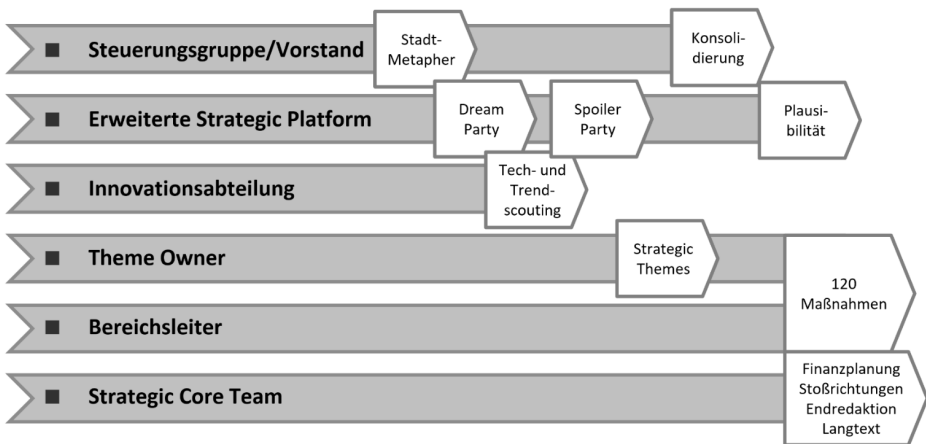 Steuerungsgruppe/Vorstand
Stadt-
Metapher
Konsoli-
dierung
Erweiterte Strategic Platform
Dream
Party
Spoiler
Party
Plausi-
bilität
Innovationsabteilung
Tech- und
Trend-
scouting
Theme Owner
Strategic
Themes
120
Maßnahmen
Bereichsleiter
Strategic Core Team
Finanzplanung
Stoßrichtungen
Endredaktion
Langtext